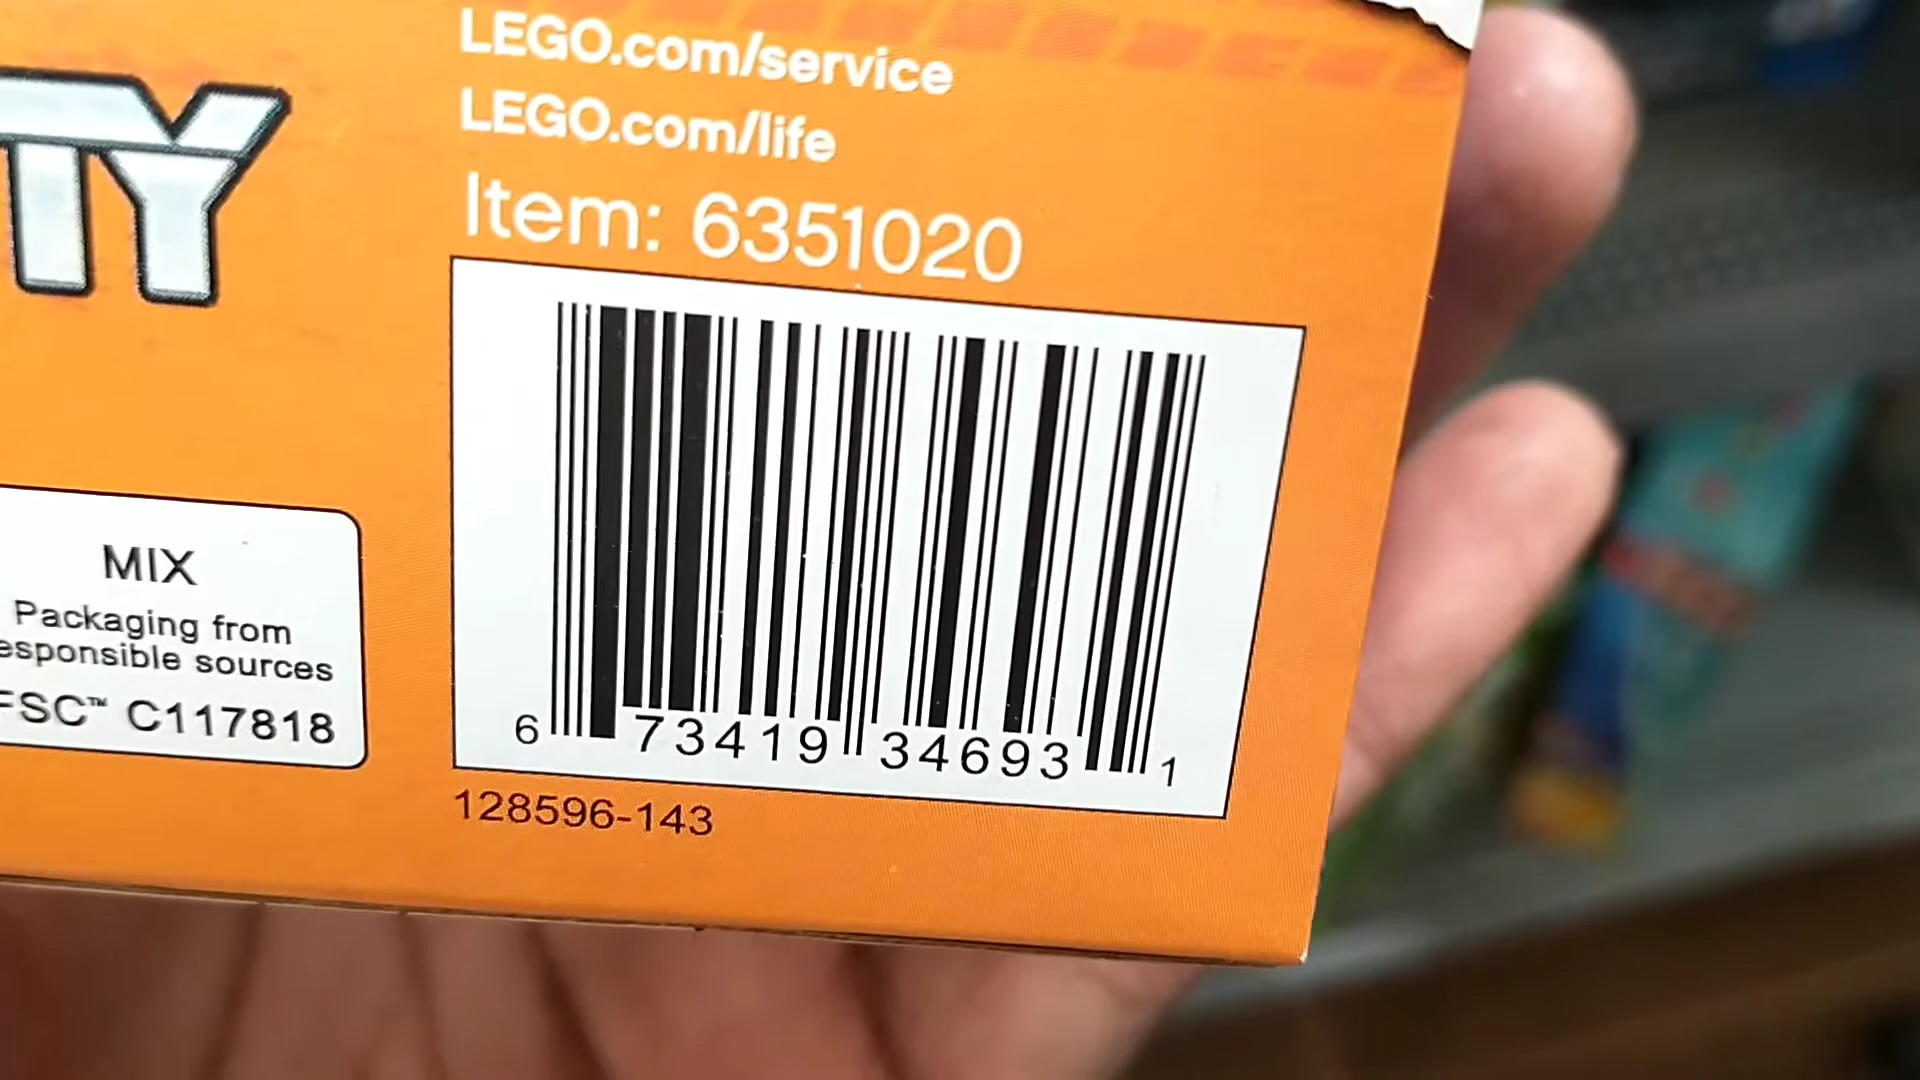 LEGO.com/service
LEGO.com/life
Item: 6351020
TY
MIX
Packaging from
esponsible sources
FSC™ C117818
6 73419 34693 1
128596-143